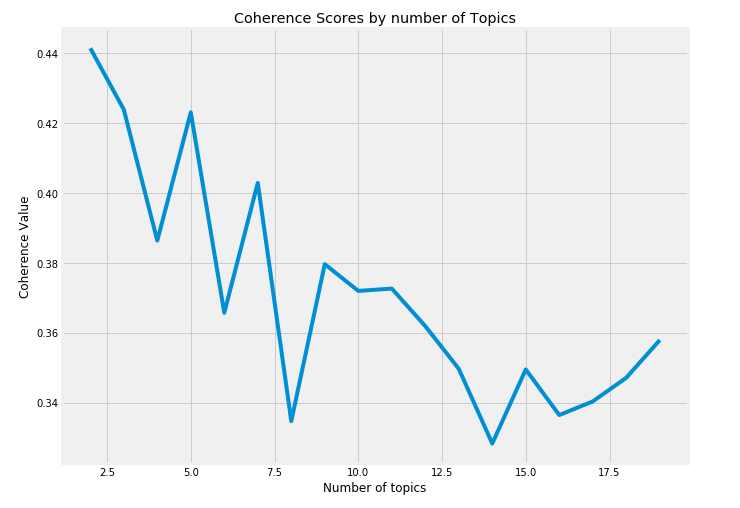 Coherence Scores by number of Topics
0.44
0.42
0.40
0.38
0.36
0.34
Coherence Value
2.5 5.0 7.5 10.0 12.5 15.0 17.5
Number of topics